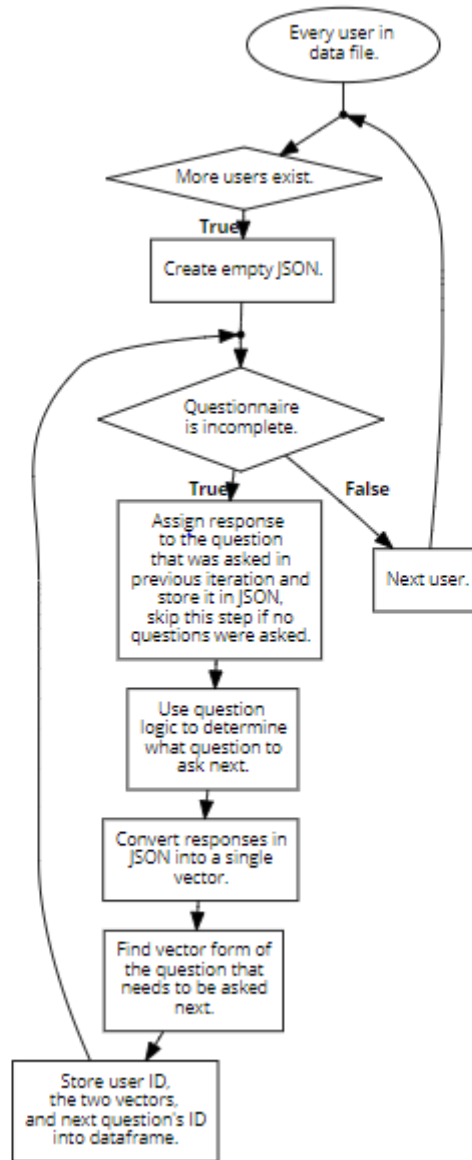 Every user in
data file.
More users exist.
True
Create empty JSON.
Questionnaire
is incomplete.
True
False
Assign response
to the question
that was asked in
previous iteration and
store it in JSON,
skip this step if no
questions were asked.
Next user.
Use question
logic to determine
what question to
ask next.
Convert responses in
JSON into a single
vector.
Find vector form of
the question that
needs to be asked
next.
Store user ID,
the two vectors,
and next question's ID
into dataframe.